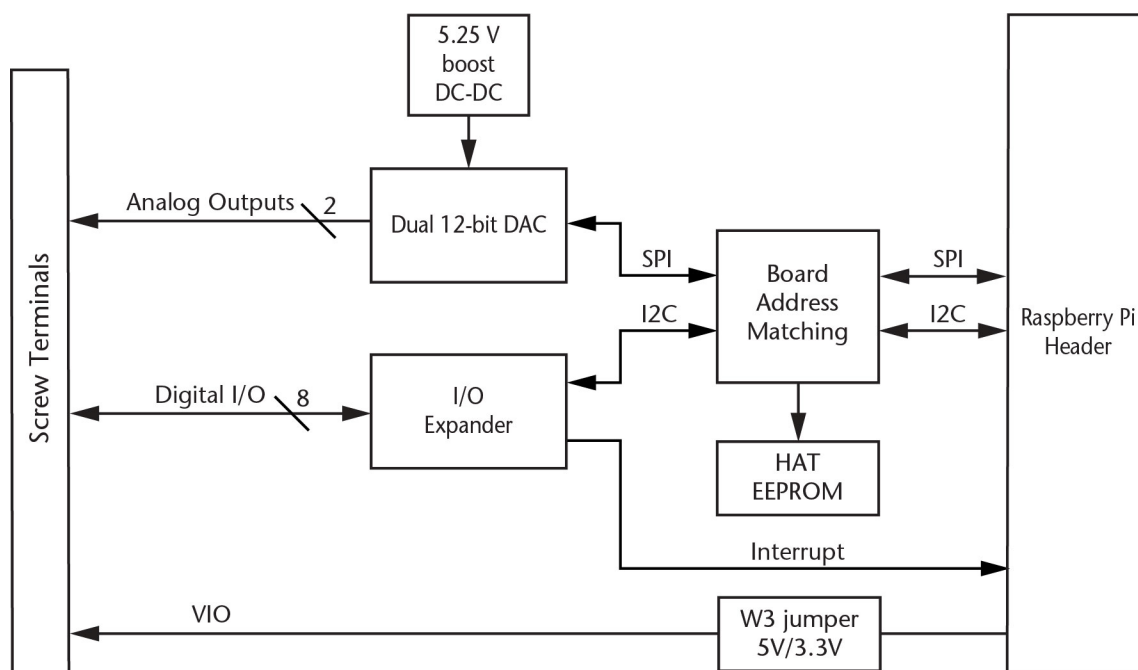 5.25 V
boost
DC-DC
Screw Terminals
Analog Outputs
2
Dual 12-bit DAC
SPI
I2C
Board
Address
Matching
SPI
I2C
Raspberry Pi
Header
Digital I/O
8
I/O
Expander
HAT
EEPROM
Interrupt
VIO
W3 jumper
5V/3.3V